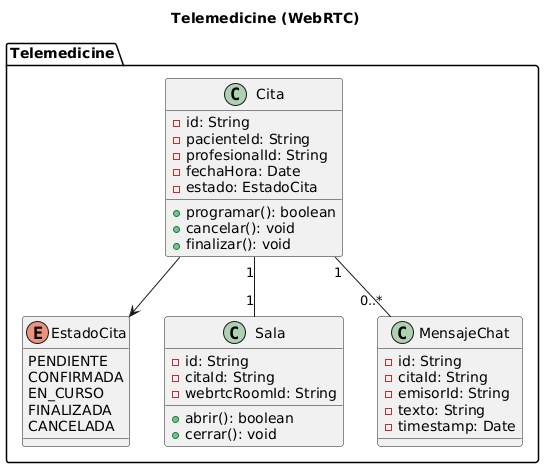 Telemedicine (WebRTC)
Telemedicine
C Cita
id: String
pacienteId: String
profesionalId: String
fechaHora: Date
estado: EstadoCita
programar(): boolean
cancelar(): void
finalizar(): void
1 1
1 0..*
E EstadoCita
PENDIENTE
CONFIRMADA
EN_CURSO
FINALIZADA
CANCELADA
C Sala
id: String
citaId: String
webrtcRoomId: String
abrir(): boolean
cerrar(): void
C MensajeChat
id: String
citaId: String
emisorId: String
texto: String
timestamp: Date